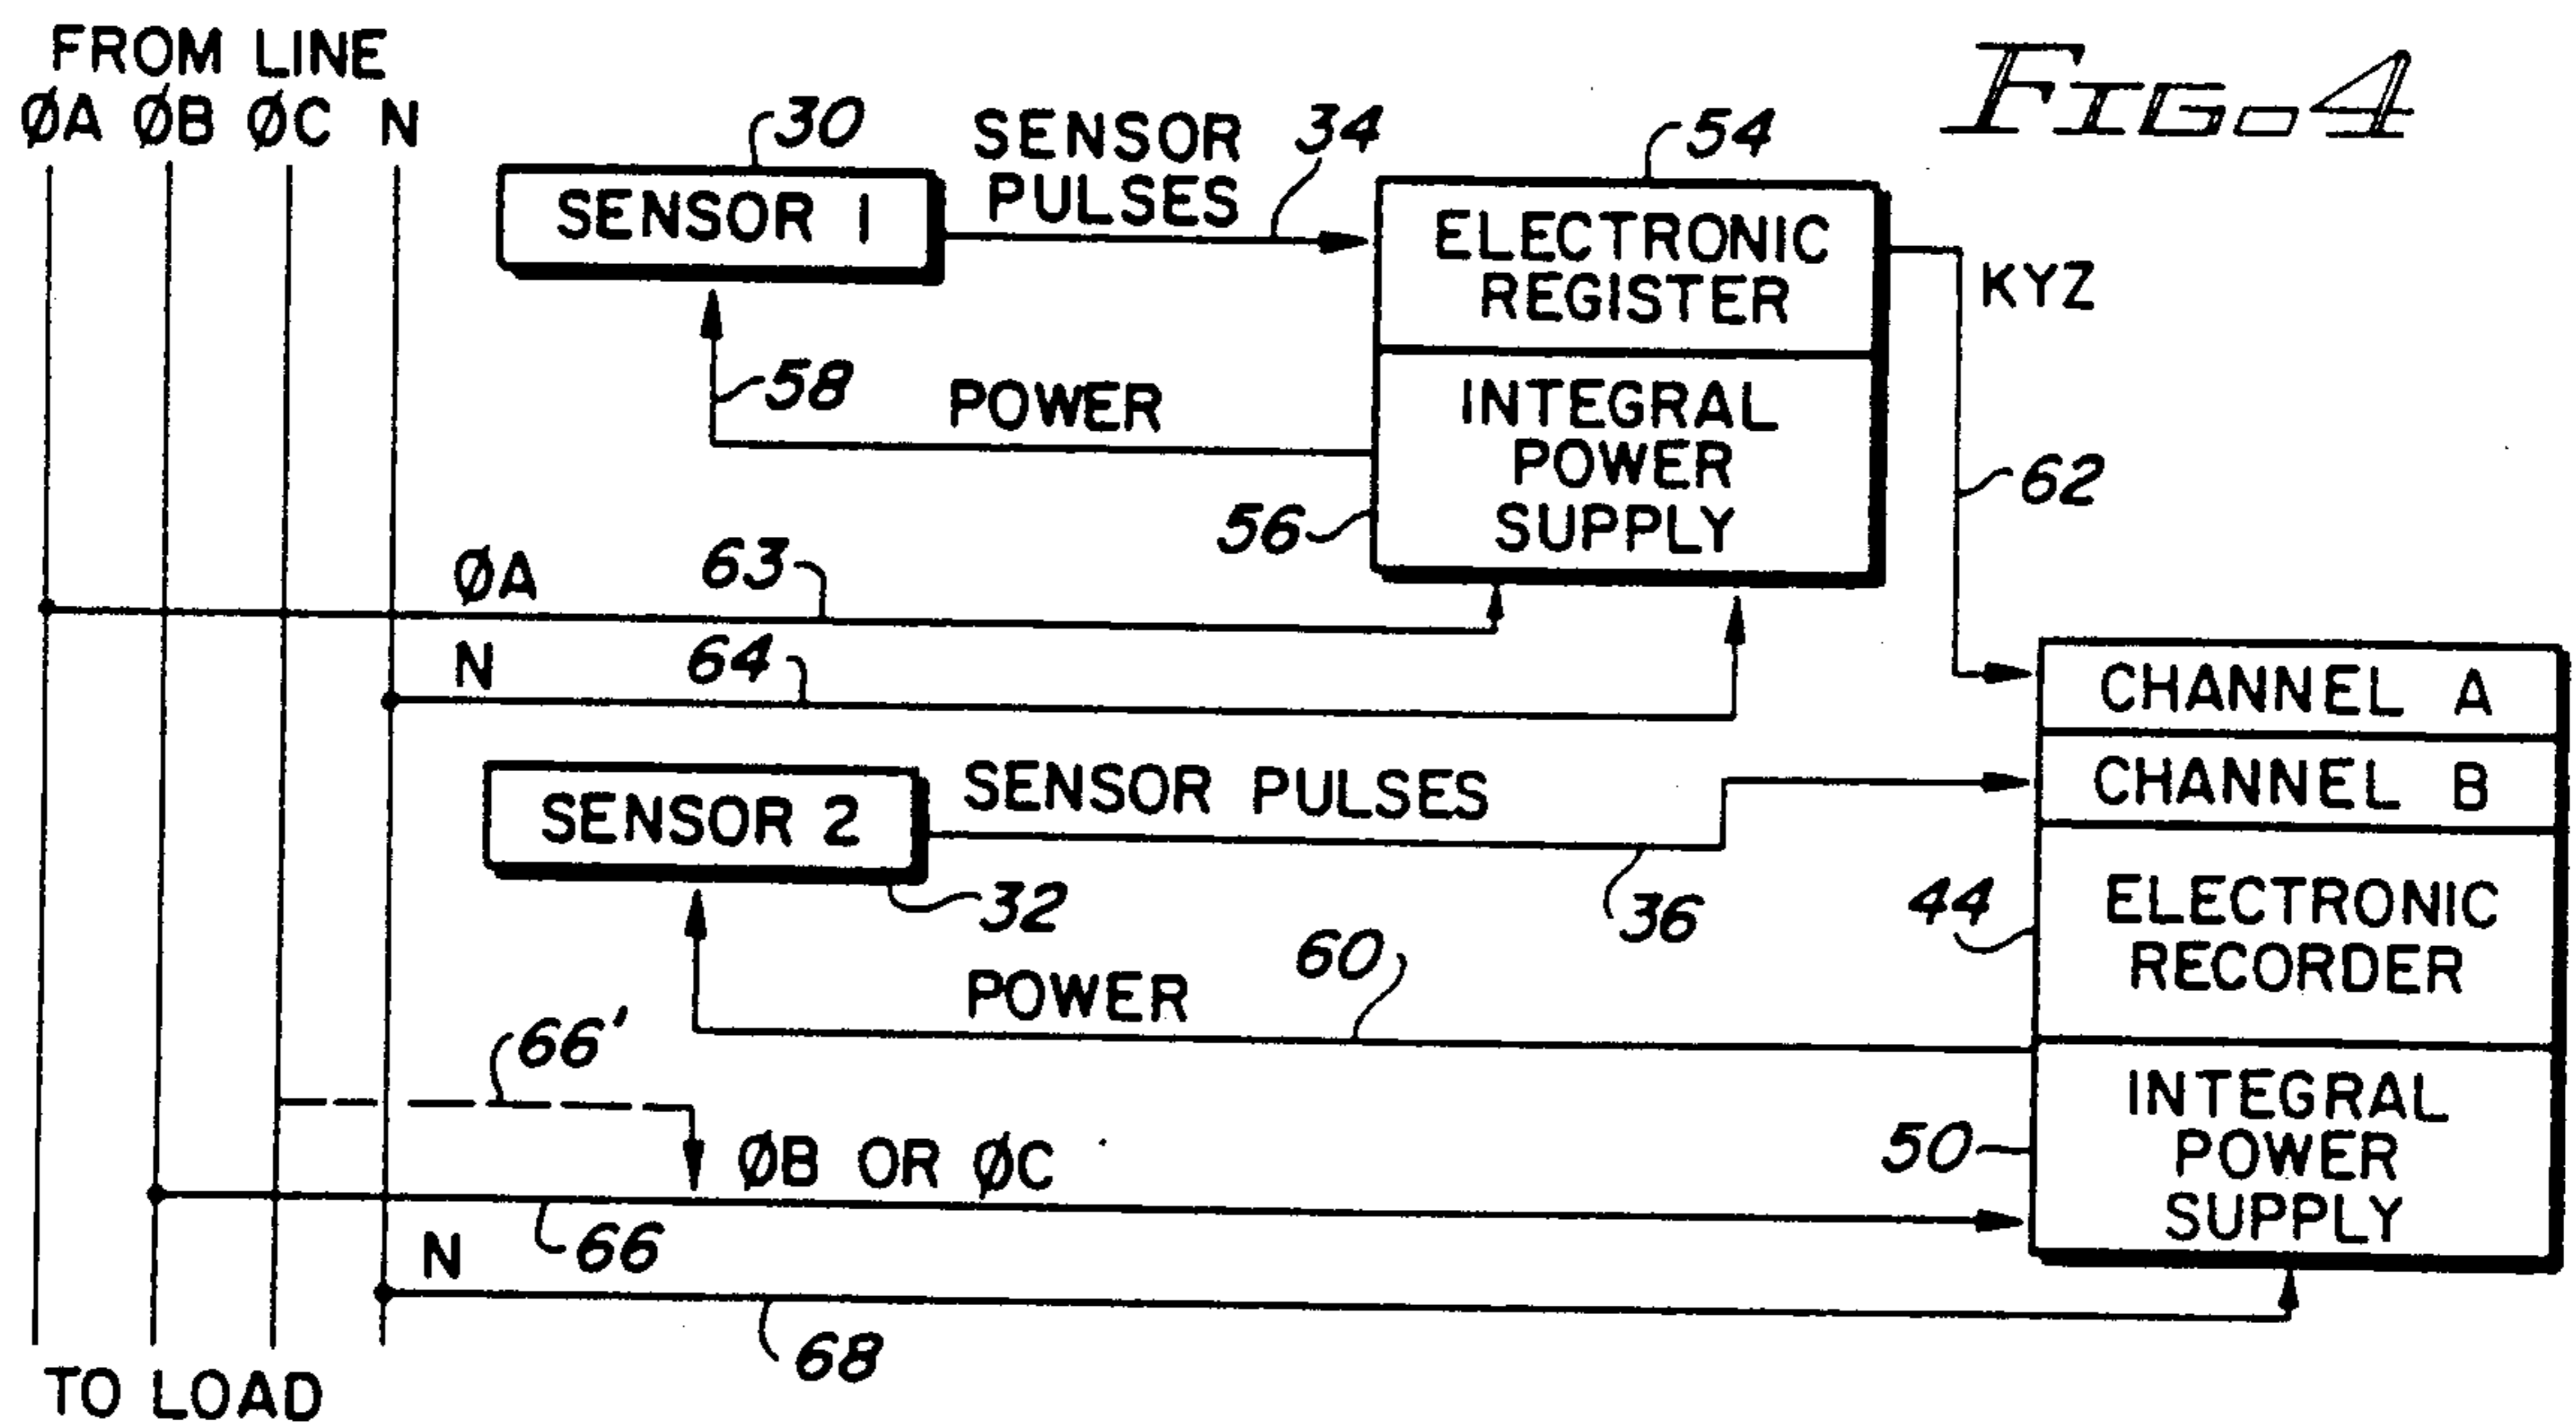 FROM LINE
ØA ØB ØC N
FIG. 4
30
SENSOR 1
SENSOR
PULSES
34
54
ELECTRONIC
REGISTER
KYZ
58
POWER
INTEGRAL
POWER
SUPPLY
56
62
ØA
63
N
64
CHANNEL A
CHANNEL B
SENSOR 2
SENSOR PULSES
32
36
44
ELECTRONIC
RECORDER
POWER
60
66'
ØB OR ØC
50
INTEGRAL
POWER
SUPPLY
66
N
68
TO LOAD